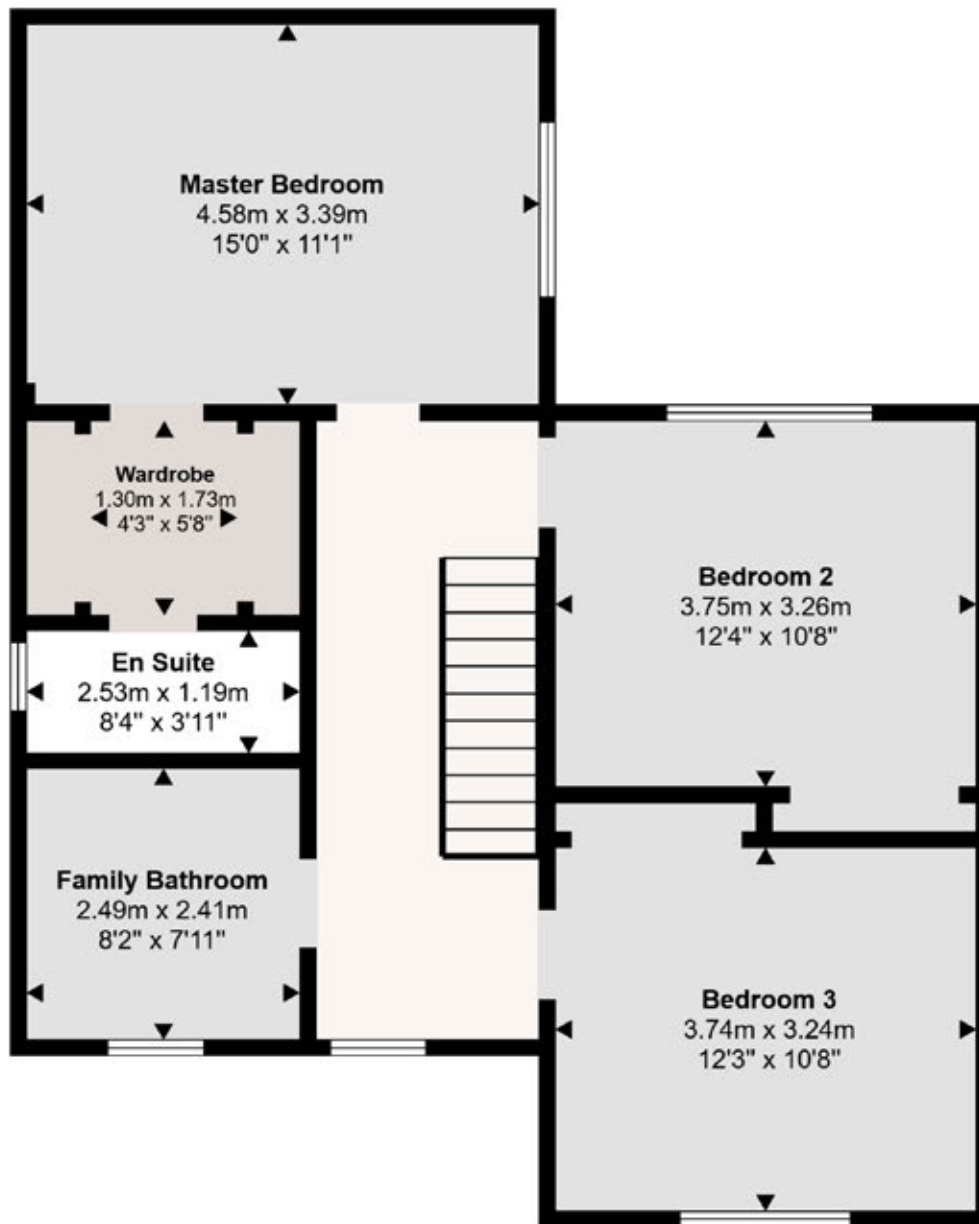 Master Bedroom
4.58m x 3.39m
15'0" x 11'1"
Wardrobe
1.30m x 1.73m
4'3" x 5'8"
En Suite
2.53m x 1.19m
8'4" x 3'11"
Bedroom 2
3.75m x 3.26m
12'4" x 10'8"
Family Bathroom
2.49m x 2.41m
8'2" x 7'11"
Bedroom 3
3.74m x 3.24m
12'3" x 10'8"